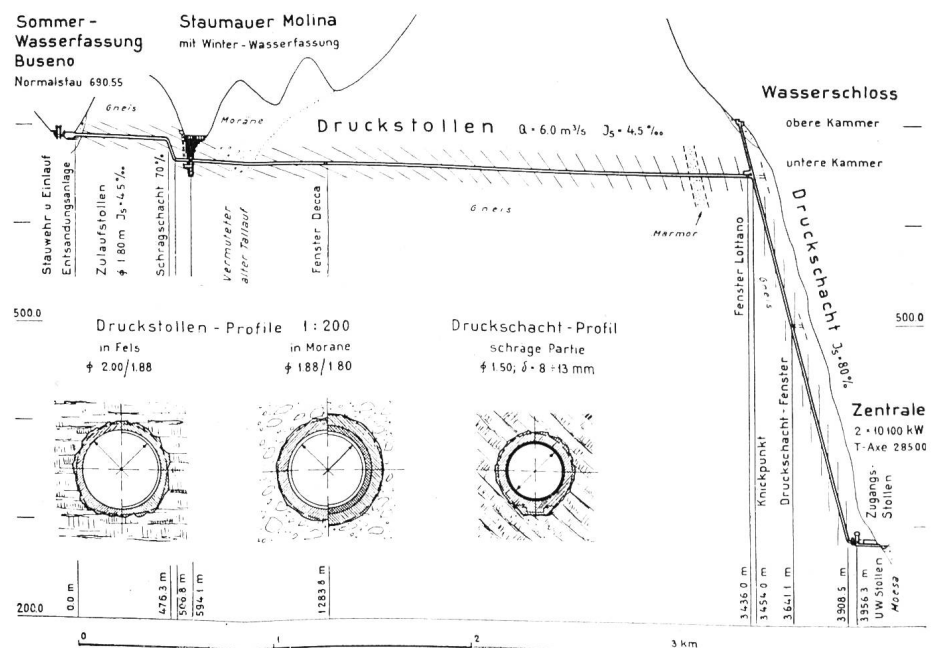 Sommer-
Wasserfassung
Buseno
Normalstau 690.55
Staumauer Molina
mit Winter-Wasserfassung
Gneis
Morane
Druckstollen Q = 6.0 m³/s Js = 4.5 ‰
Wasserschloss
obere Kammer
untere Kammer
Gneis
Marmor
Stauwehr u Einlauf
Entsandungsanlage
Zulaufstollen
ϕ 1.80 m Js = 4.5 ‰
Schragschacht 70 %
Vermuteter
alter Tallauf
Fenster Decca
Fenster Lottano
Gneis
Druckschacht Js = 80 %
500.0
500.0
Druckstollen - Profile 1 : 200
in Fels
ϕ 2.00/1.88
in Morane
ϕ 1.88/1.80
Druckschacht - Profil
schrage Partie
ϕ 1.50; δ = 8 ÷ 13 mm
Knickpunkt
Druckschacht - Fenster
Zentrale
2 × 10 100 kW
T-Axe 285.00
Zugangs-
Stollen
200.0
0.0 m
476.3 m
506.8 m
594.1 m
1283.8 m
3436.0 m
3454.0 m
3641.1 m
3908.5 m
3956.3 m
UW Stollen
Moesa
0
1
2
3 km